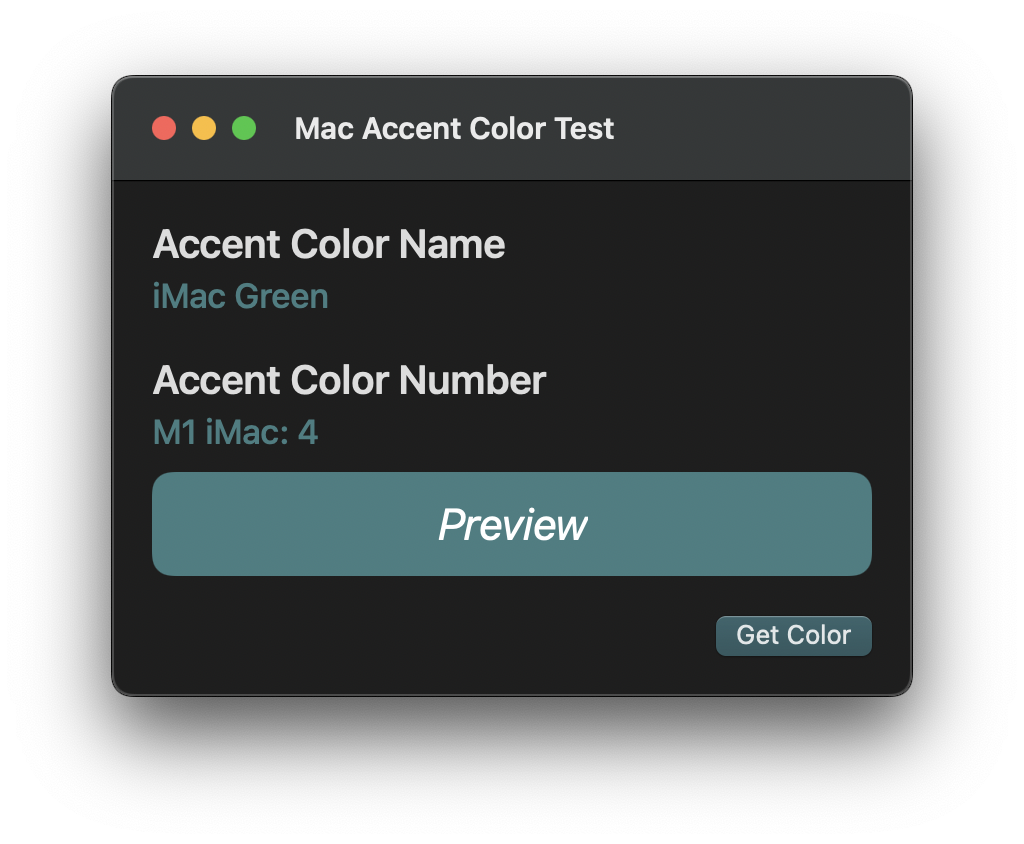 Mac Accent Color Test
Accent Color Name
iMac Green
Accent Color Number
M1 iMac: 4
Preview
Get Color